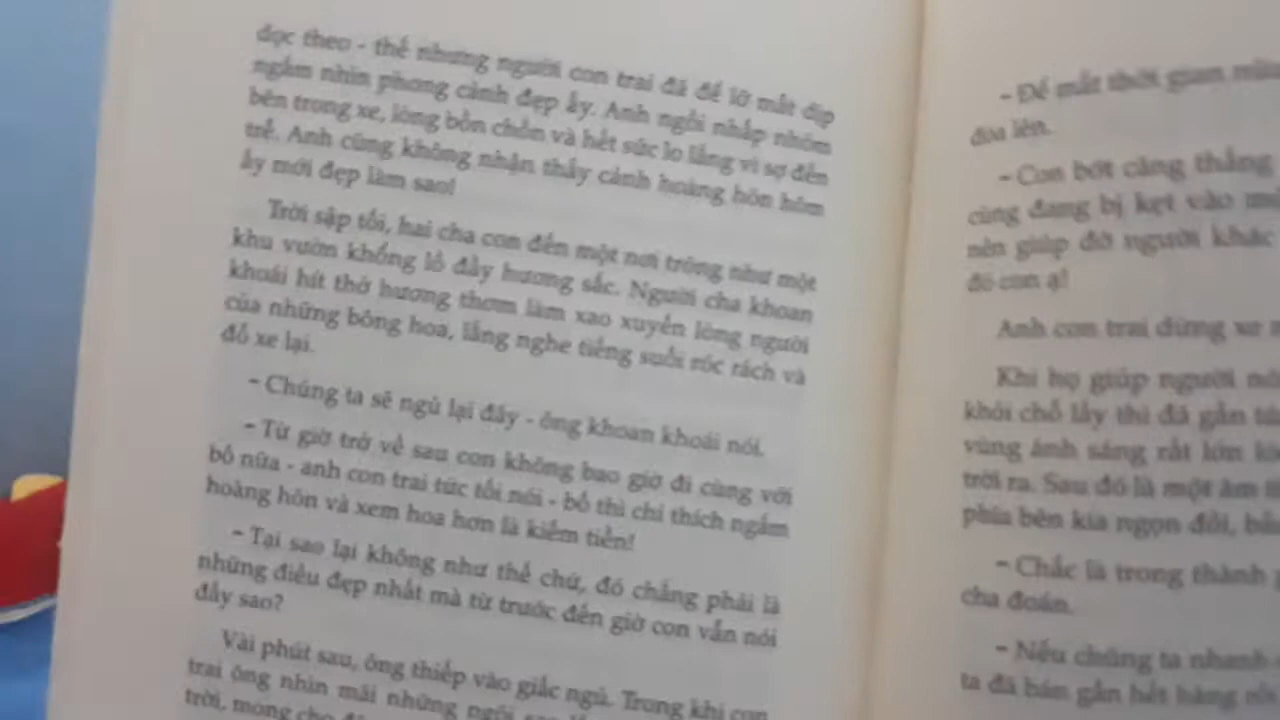 dọc theo - thế nhưng người con trai đã để lỡ mất dịp
ngắm nhìn phong cảnh đẹp ấy. Anh ngồi nhấp nhổm
bên trong xe, lòng bồn chồn và hết sức lo lắng vì sợ đến
trễ. Anh cũng không nhận thấy cảnh hoàng hôn hôm
ấy mới đẹp làm sao!
Trời sập tối, hai cha con đến một nơi trông như một
khu vườn khổng lồ đầy hương sắc. Người cha khoan
khoái hít thở hương thơm làm xao xuyến lòng người
của những bông hoa, lắng nghe tiếng suối róc rách và
đỗ xe lại.
- Chúng ta sẽ ngủ lại đây - ông khoan khoái nói.
- Từ giờ trở về sau con không bao giờ đi cùng với
bố nữa - anh con trai tức tối nói - bố thì chỉ thích ngắm
hoàng hôn và xem hoa hơn là kiếm tiền!
- Tại sao lại không như thế chứ, đó chẳng phải là
những điều đẹp nhất mà từ trước đến giờ con vẫn nói
đấy sao?
Vài phút sau, ông thiếp vào giấc ngủ. Trong khi con
trai ông nhìn mãi những ngôi sao
trời, mong cho
- Để mất thời gian
đứa lên.
- Con bớt căng thẳng
cũng đang bị kẹt vào
nên giúp đỡ người khác
đó con ạ!
Anh con trai dừng xe
Khi họ giúp người
khỏi chỗ lầy thì đã gần
vùng ánh sáng rất lớn
trời ra. Sau đó là một âm
phía bên kia ngọn đồi,
- Chắc là trong thành
cha đoán.
- Nếu chúng ta nhanh
ta đã bán gần hết hàng rồi